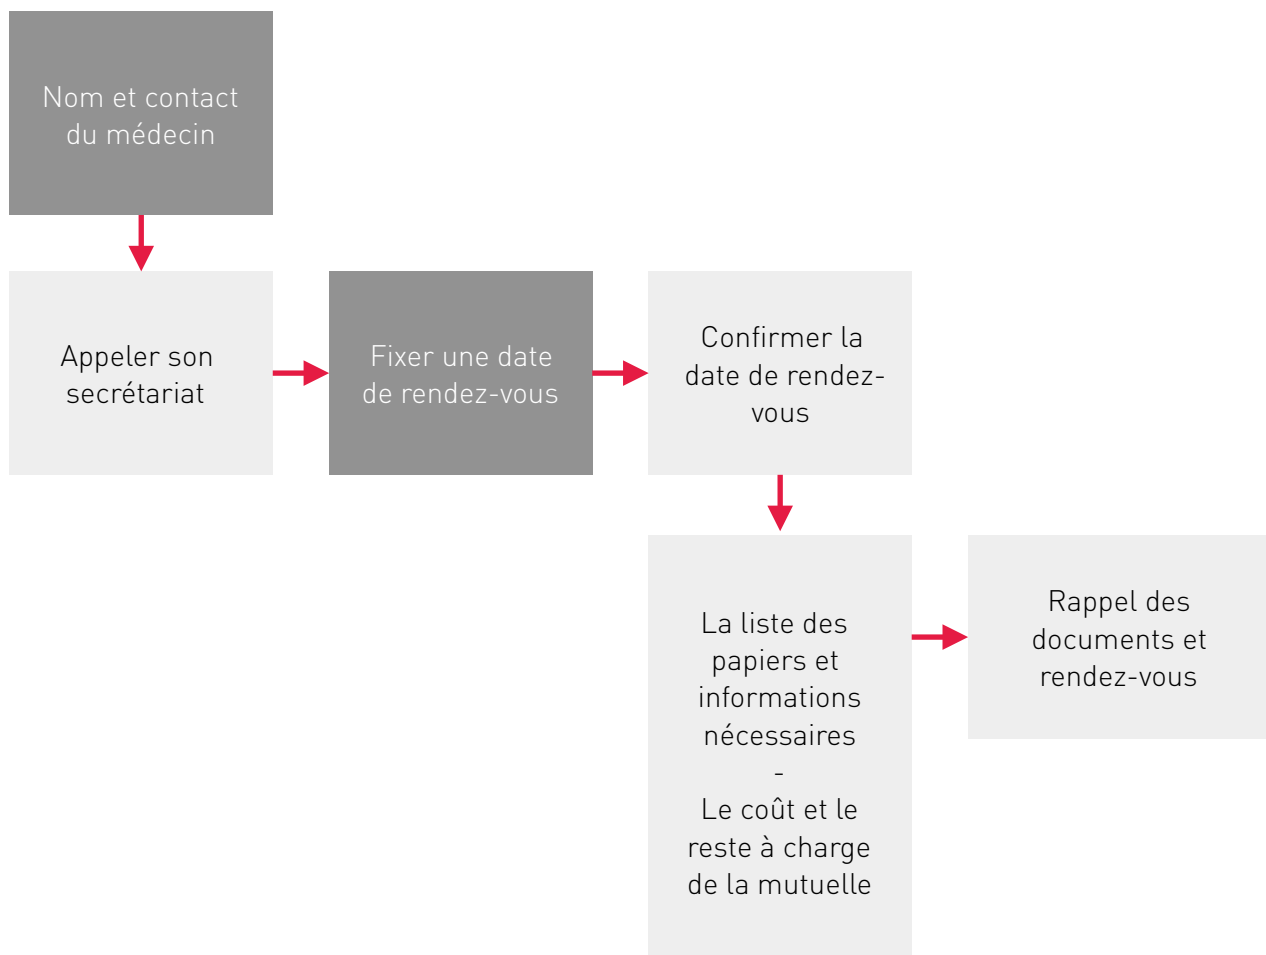 Nom et contact
du médecin
Appeler son
secrétariat
Fixer une date
de rendez-vous
Confirmer la
date de rendez-
vous
La liste des
papiers et
informations
nécessaires
-
Le coût et le
reste à charge
de la mutuelle
Rappel des
documents et
rendez-vous